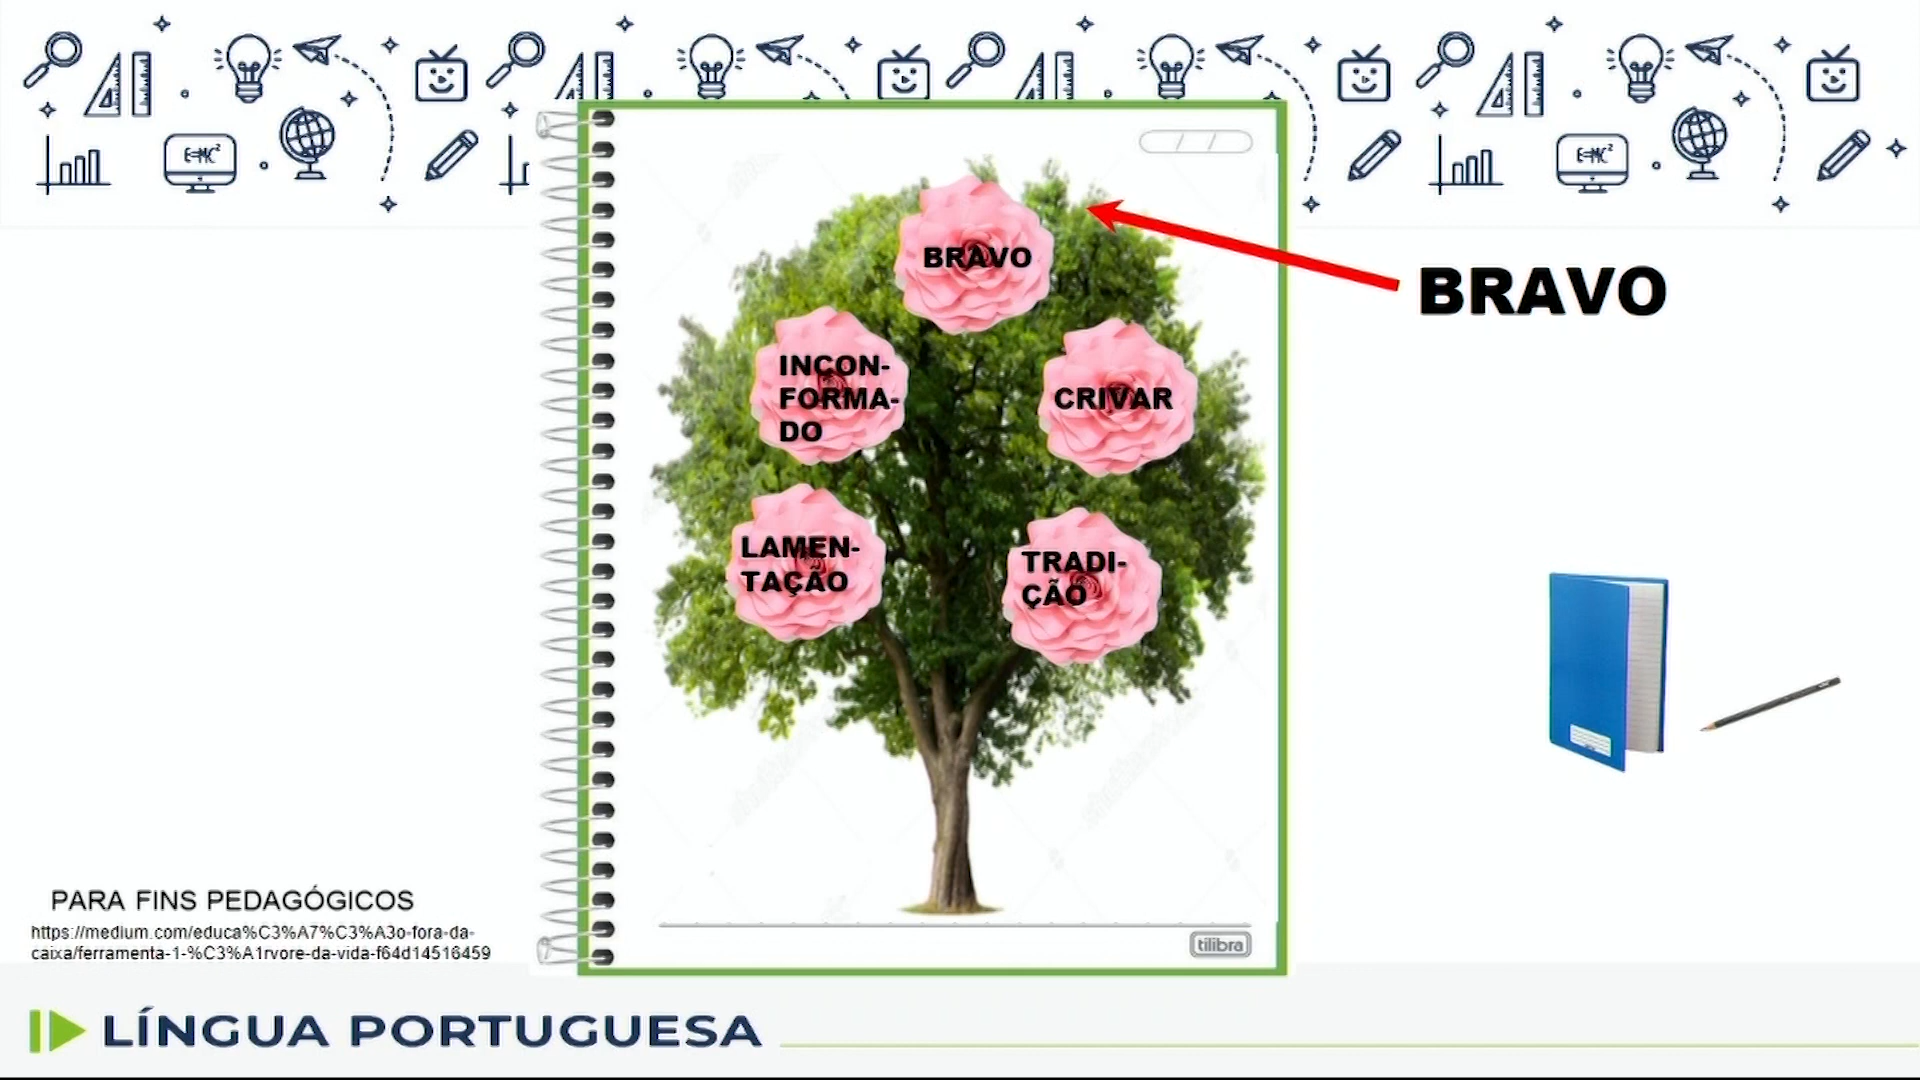 BRAVO
BRAVO
INCON-
FORMA-
DO
CRIVAR
LAMEN-
TAÇÃO
TRADI-
ÇÃO
PARA FINS PEDAGÓGICOS
https://medium.com/educa%C3%A7%C3%A3o-fora-da-
caixa/ferramenta-1-%C3%A1rvore-da-vida-f64d14516459
tilibra
LÍNGUA PORTUGUESA